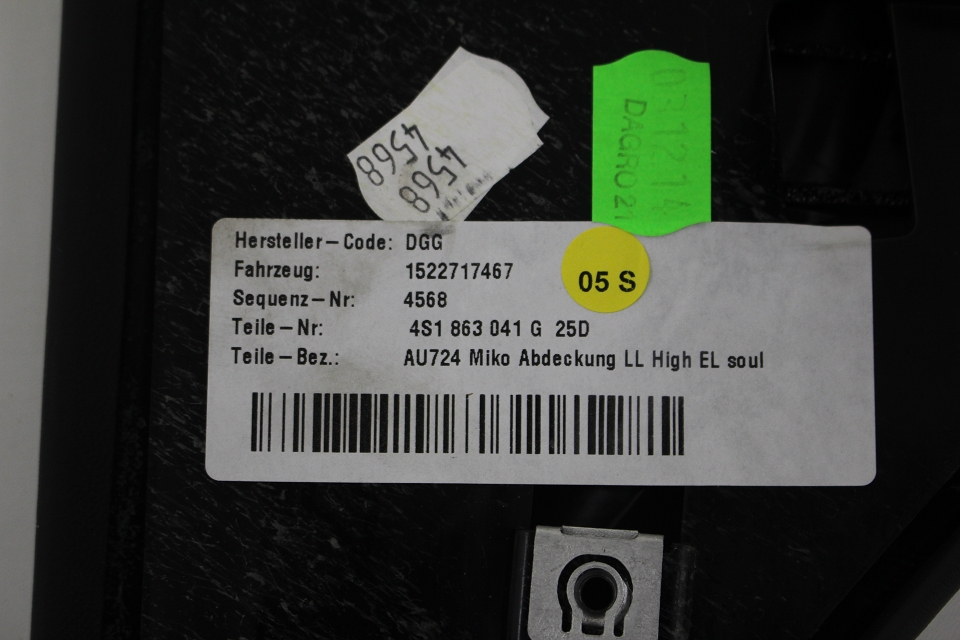 4568
4568
071214
DAGRO 21
Hersteller-Code: DGG
Fahrzeug: 1522717467
05 S
Sequenz-Nr: 4568
Teile-Nr: 4S1 863 041 G 25D
Teile-Bez.: AU724 Miko Abdeckung LL High EL soul